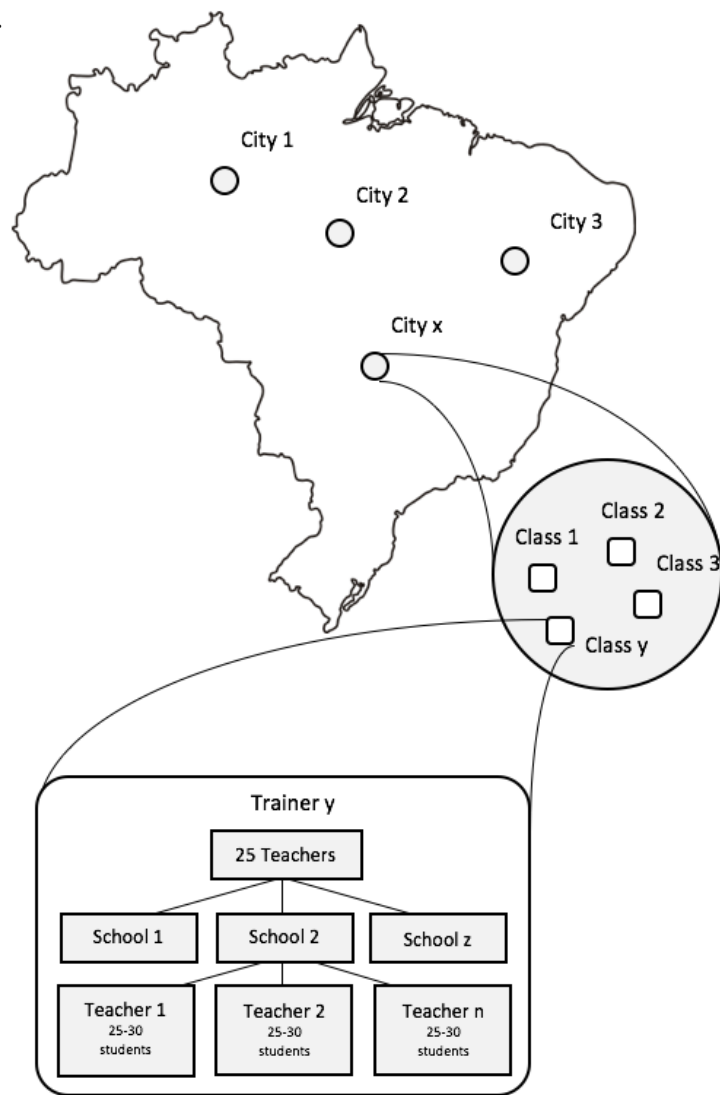 City 1
City 2
City 3
City x
Class 2
Class 1
Class 3
Class y
Trainer y
25 Teachers
School 1
School 2
School z
Teacher 1
25-30
students
Teacher 2
25-30
students
Teacher n
25-30
students